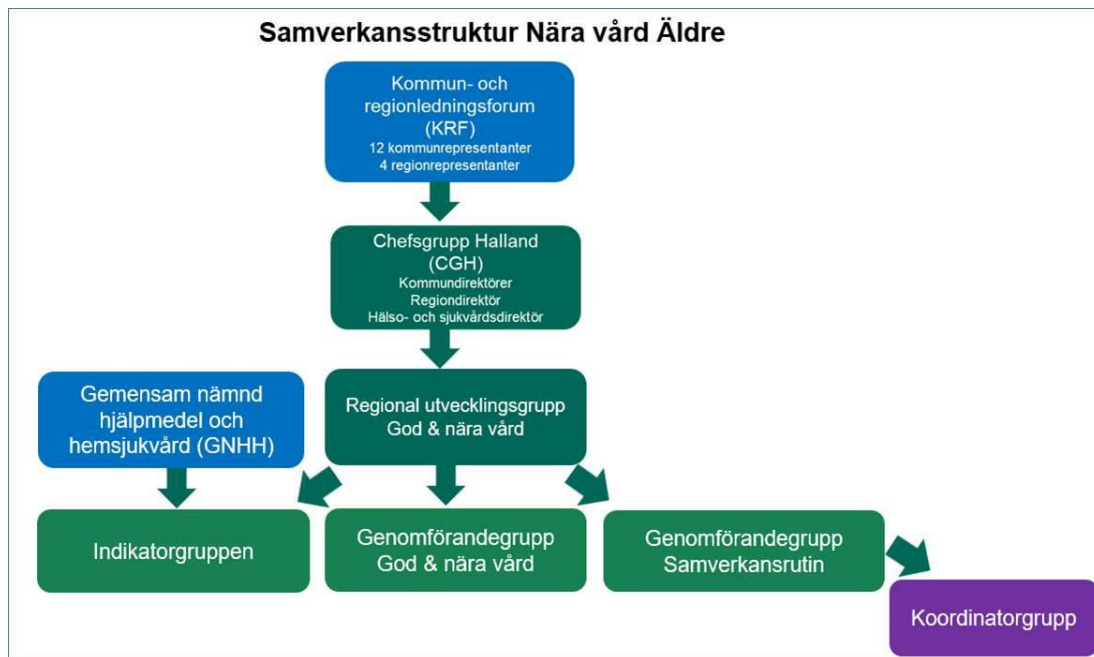 Samverkansstruktur Nära vård Äldre
Kommun- och
regionledningsforum
(KRF)
12 kommunrepresentanter
4 regionrepresentanter
Chefsgrupp Halland
(CGH)
Kommundirektörer
Regiondirektör
Hälso- och sjukvårdsdirektör
Gemensam nämnd
hjälpmedel och
hemsjukvård (GNHH)
Regional utvecklingsgrupp
God & nära vård
Indikatorgruppen
Genomförandegrupp
God & nära vård
Genomförandegrupp
Samverkansrutin
Koordinatorgrupp